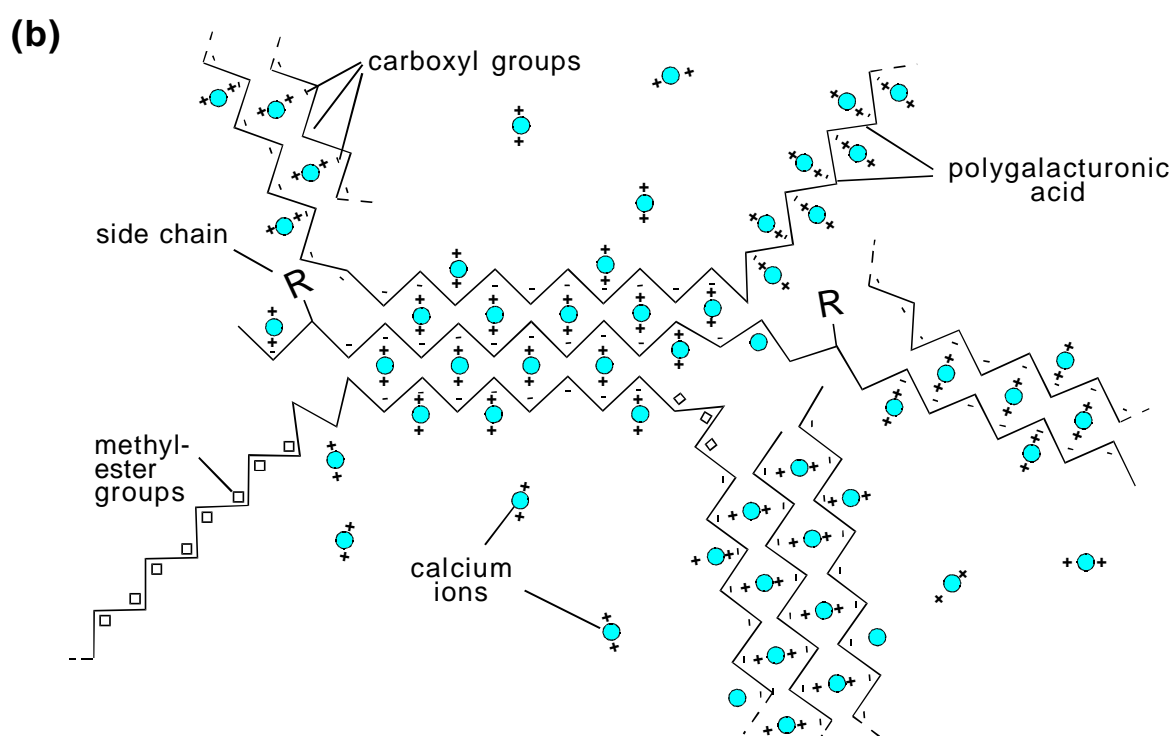 (b)
carboxyl groups
polygalacturonic
acid
side chain
R
R
methyl-
ester
groups
calcium
ions